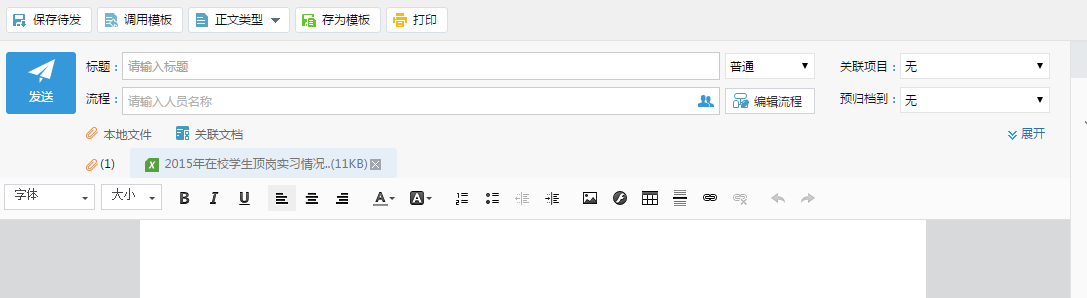 保存待发 调用模板 正文类型 存为模板 打印
发送
标题： 请输入标题 普通 关联项目： 无
流程： 请输入人员名称 编辑流程 预归档到： 无
本地文件 关联文档 展开
(1) 2015年在校学生顶岗实习情况..(11KB)
字体 大小 B I U A A